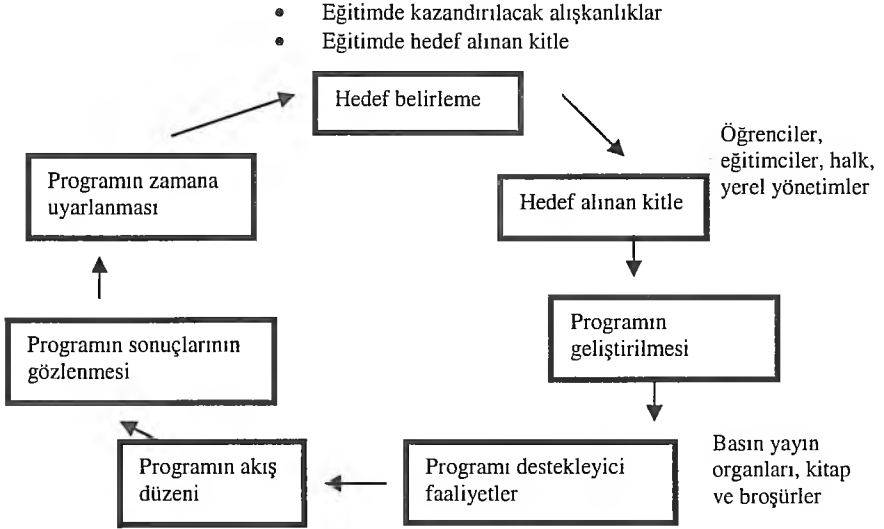 • Eğitimde kazandırılacak alışkanlıklar
• Eğitimde hedef alınan kitle
Hedef belirleme
Öğrenciler,
eğitimciler, halk,
yerel yönetimler
Hedef alınan kitle
Programın
geliştirilmesi
Basın yayın
organları, kitap
ve broşürler
Programı destekleyici
faaliyetler
Programın akış
düzeni
Programın sonuçlarının
gözlenmesi
Programın zamana
uyarlanması